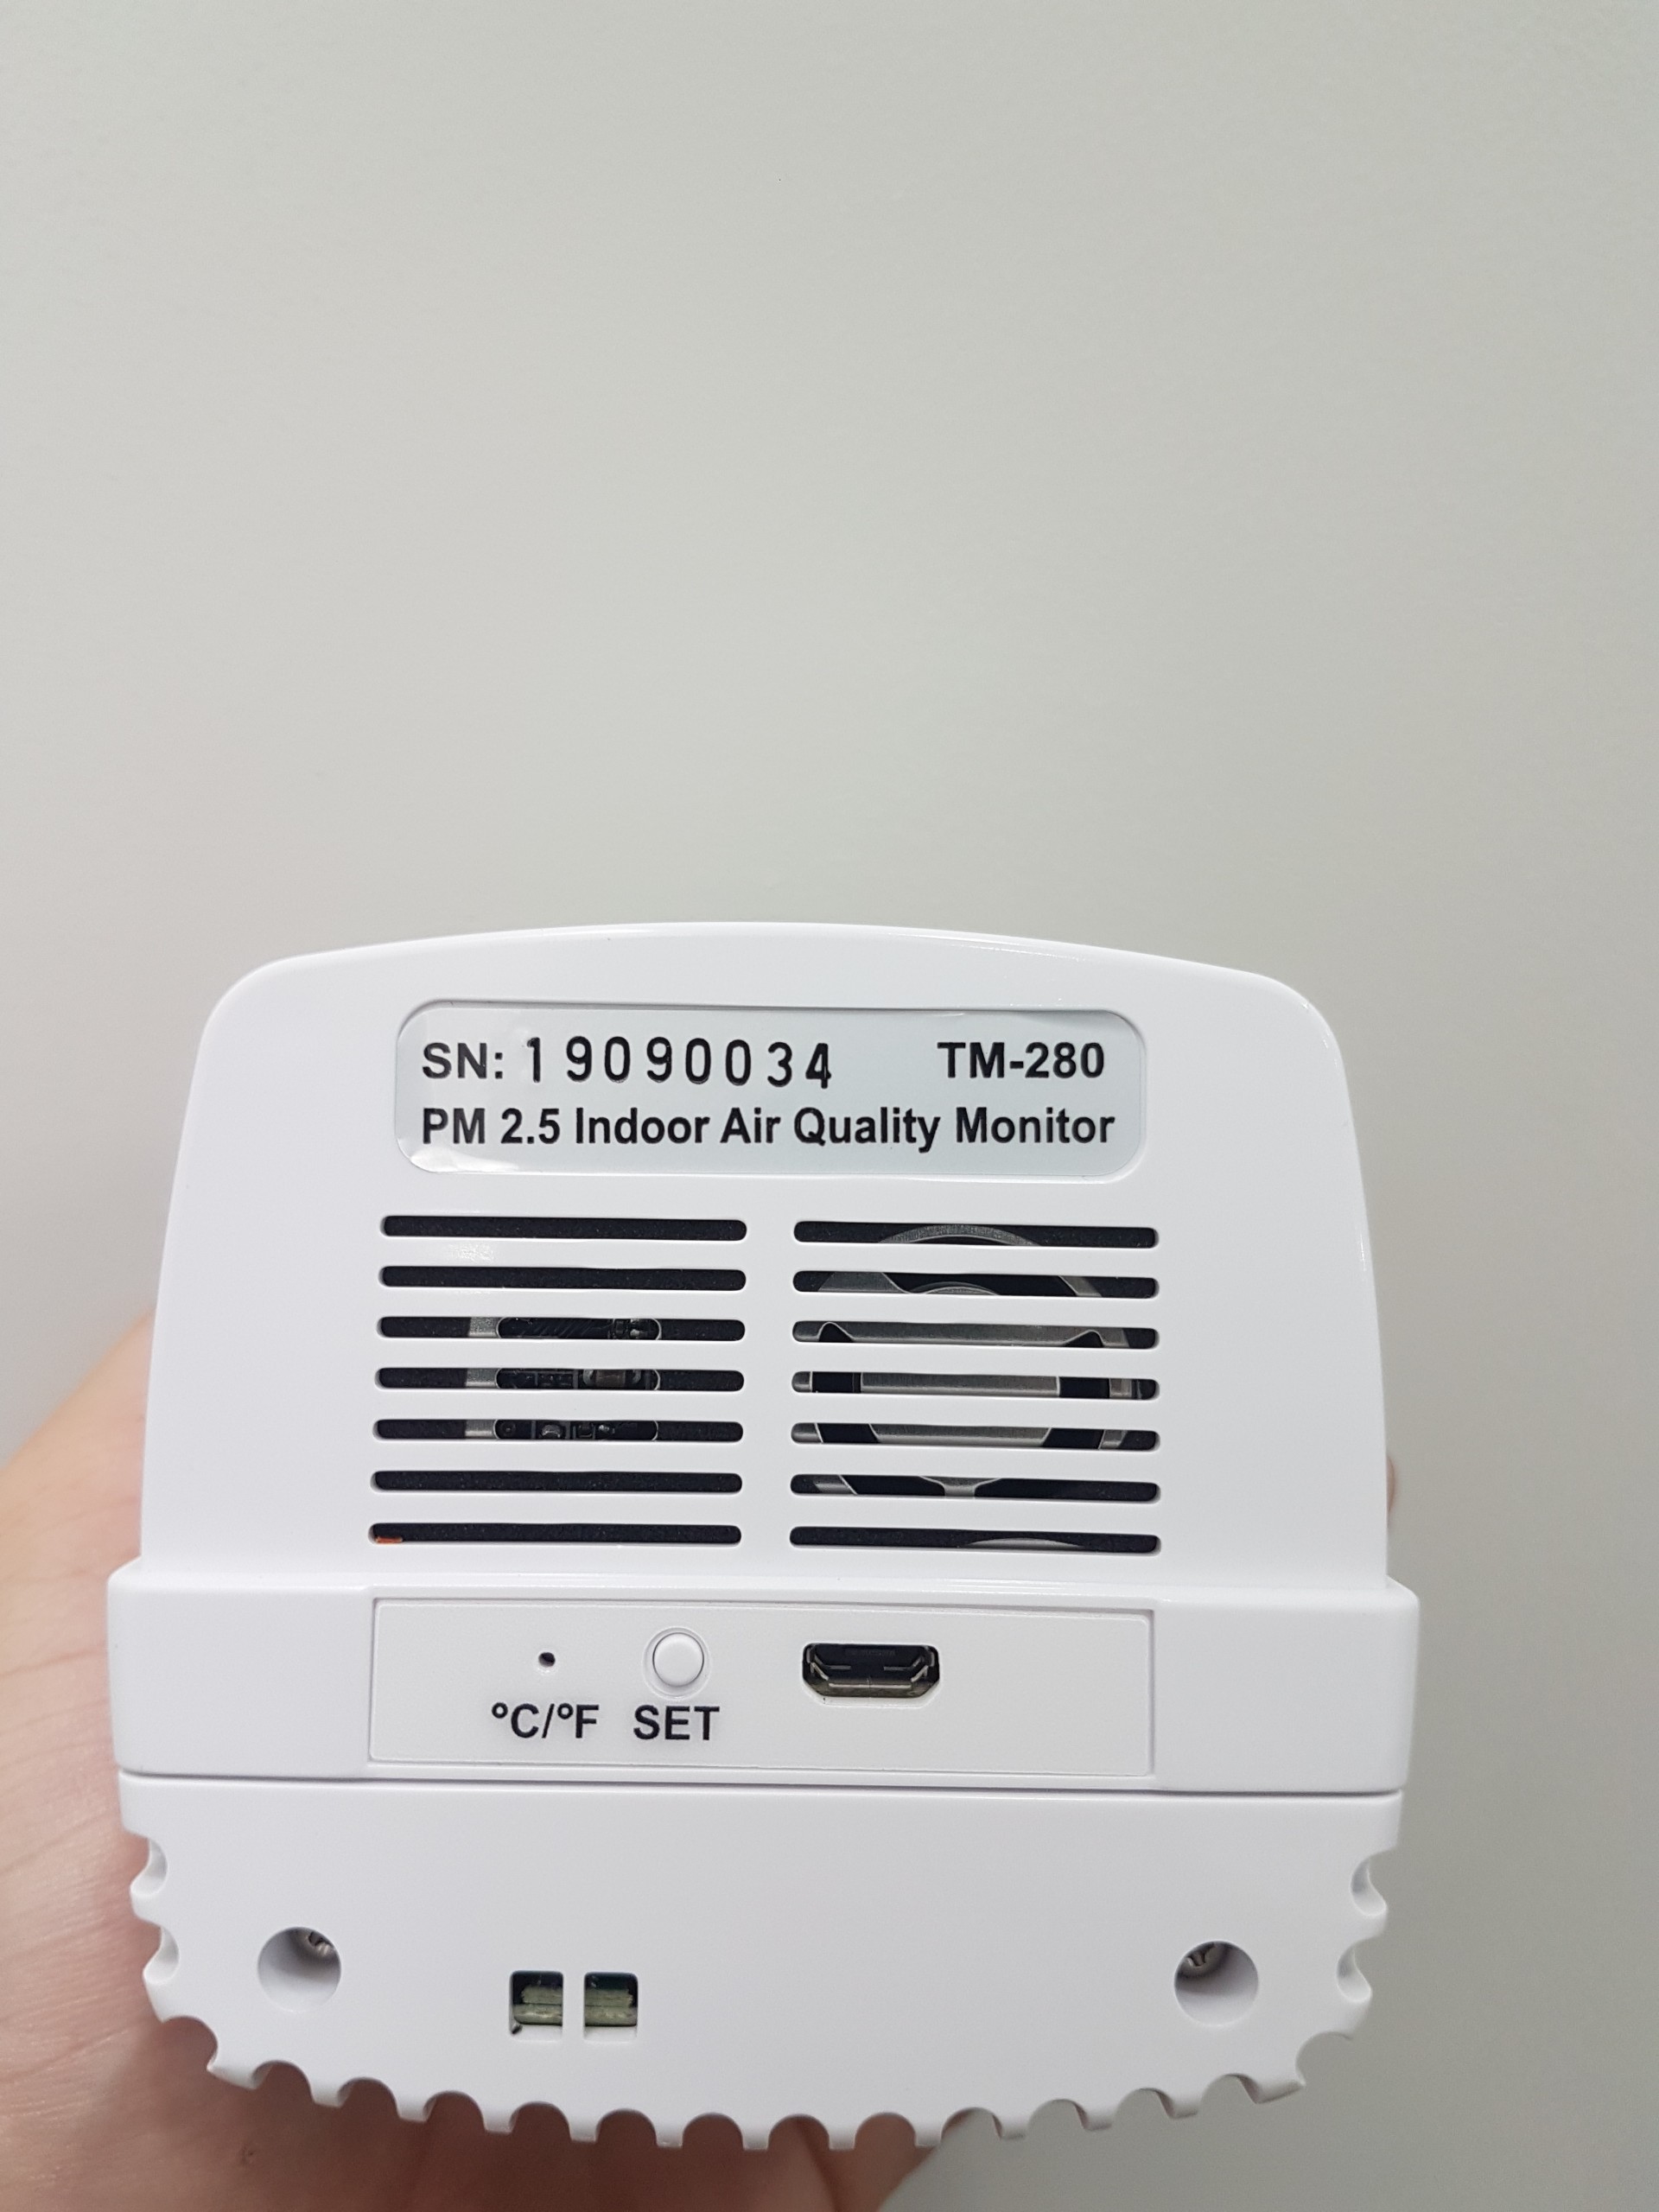 SN: 19090034 TM-280
PM 2.5 Indoor Air Quality Monitor
°C/°F SET